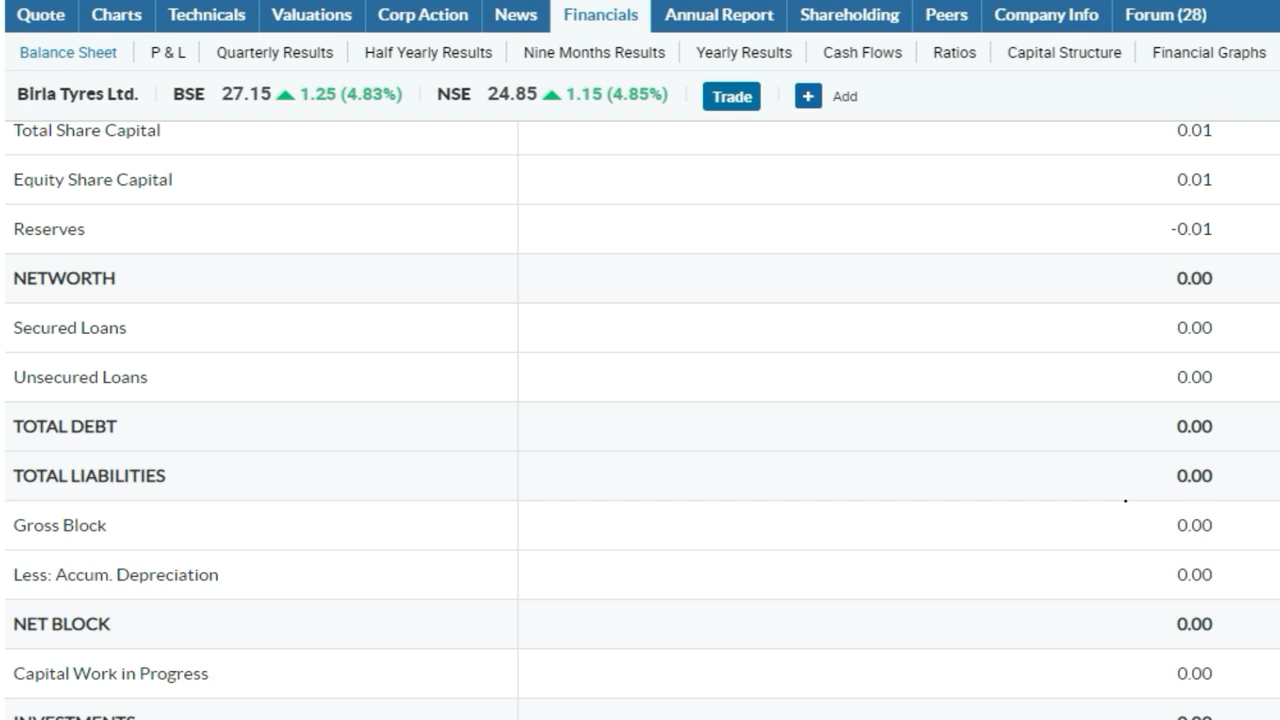 Quote Charts Technicals Valuations Corp Action News Financials Annual Report Shareholding Peers Company Info Forum (28)
Balance Sheet P & L Quarterly Results Half Yearly Results Nine Months Results Yearly Results Cash Flows Ratios Capital Structure Financial Graphs
Birla Tyres Ltd. BSE 27.15 1.25 (4.83%) NSE 24.85 1.15 (4.85%) Trade + Add
Total Share Capital 0.01
Equity Share Capital 0.01
Reserves -0.01
NETWORTH 0.00
Secured Loans 0.00
Unsecured Loans 0.00
TOTAL DEBT 0.00
TOTAL LIABILITIES 0.00
Gross Block 0.00
Less: Accum. Depreciation 0.00
NET BLOCK 0.00
Capital Work in Progress 0.00
INVESTMENTS 0.00